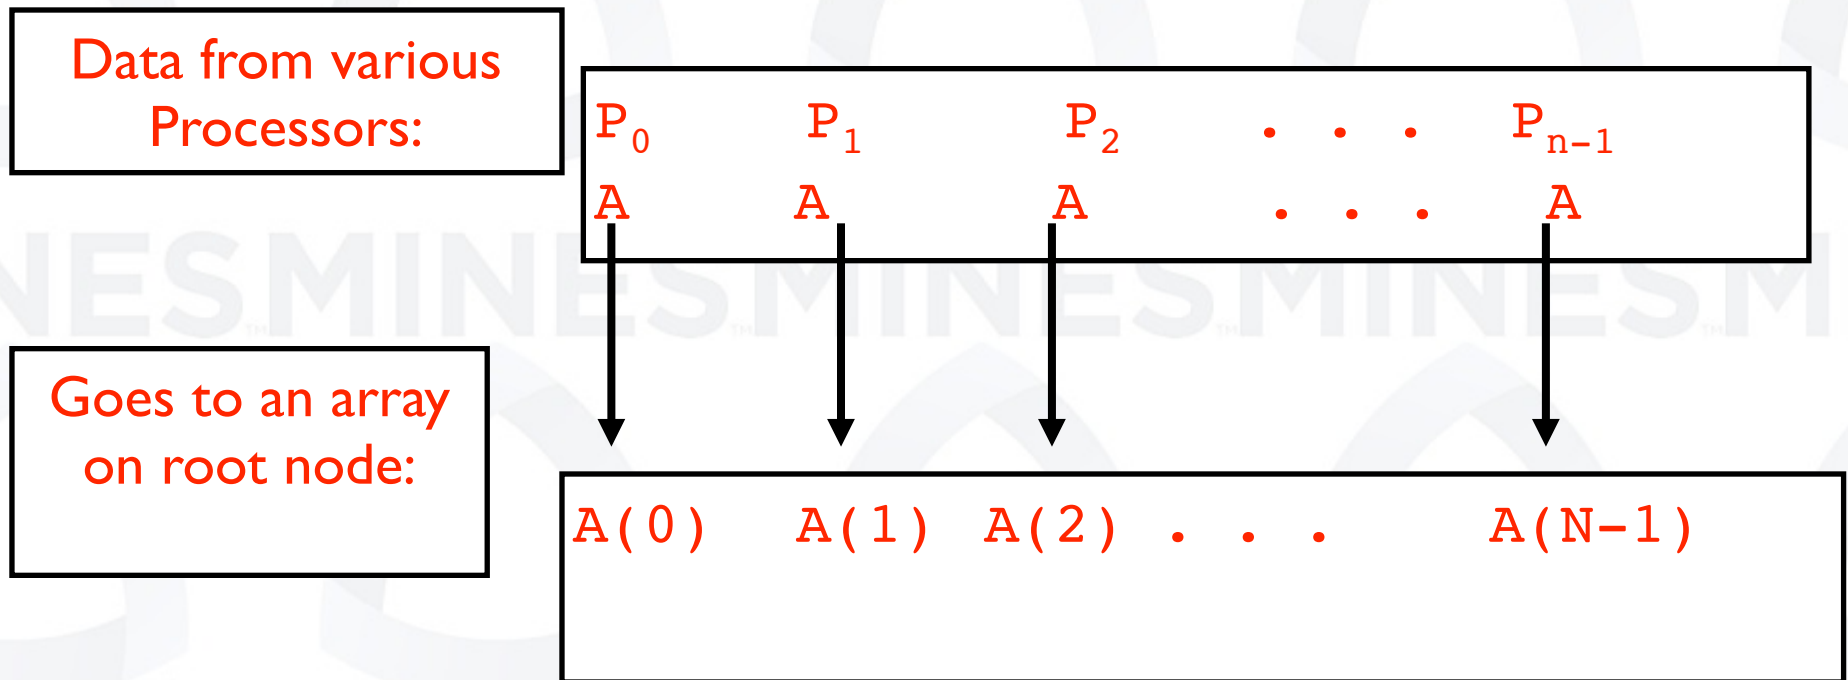 Data from various
Processors:
P₀ P₁ P₂ . . . Pₙ₋₁
A A A . . . A
NESMINESMINESMINESM
Goes to an array
on root node:
A(0) A(1) A(2) . . . A(N-1)